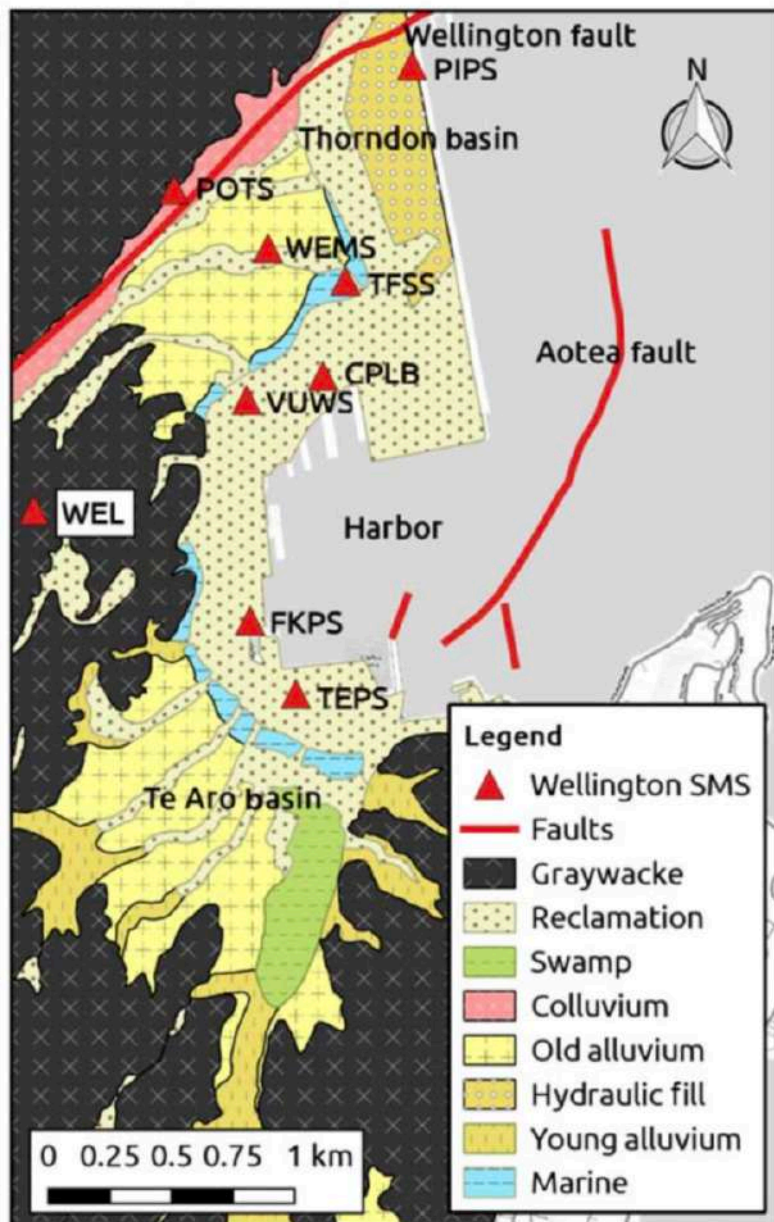 Wellington fault
PIPS
N
Thorndon basin
POTS
WEMS
TFSS
Aotea fault
CPLB
VUWS
WEL
Harbor
FKPS
TEPS
Te Aro basin
Legend
Wellington SMS
Faults
Graywacke
Reclamation
Swamp
Colluvium
Old alluvium
Hydraulic fill
Young alluvium
Marine
0 0.25 0.5 0.75 1 km